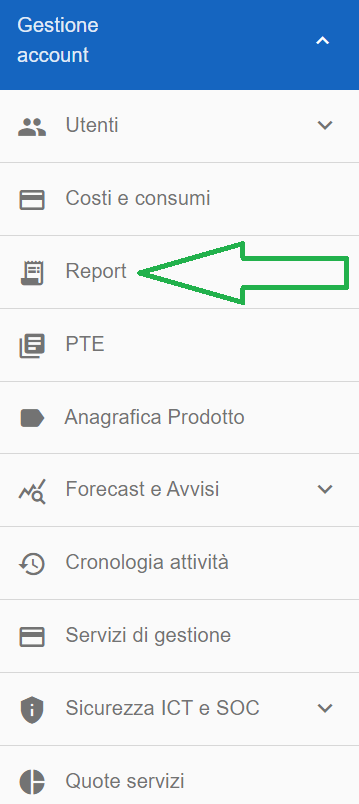 Gestione
account
Utenti
Costi e consumi
Report
PTE
Anagrafica Prodotto
Forecast e Avvisi
Cronologia attività
Servizi di gestione
Sicurezza ICT e SOC
Quote servizi